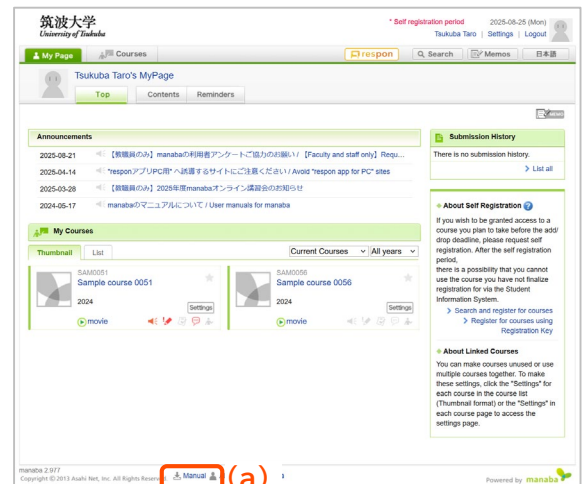 筑波大学
University of Tsukuba
* Self registration period 2025-08-25 (Mon)
Tsukuba Taro | Settings | Logout
My Page Courses respon Search Memos 日本語
Tsukuba Taro's MyPage
Top Contents Reminders
Announcements
2025-08-21 【教職員のみ】manabaの利用者アンケートご協力のお願い / 【Faculty and staff only】Requ...
2025-04-14 "responアプリPC用" へ誘導するサイトにご注意ください / Avoid "respon app for PC" sites
2025-03-28 【教職員のみ】2025年度manabaオンライン講習会のお知らせ
2024-05-17 manabaのマニュアルについて / User manuals for manaba
My Courses
Thumbnail List Current Courses All years
SAM0051
Sample course 0051
2024
Settings
movie
SAM0056
Sample course 0056
2024
Settings
movie
Submission History
There is no submission history.
List all
About Self Registration ?
If you wish to be granted access to a
course you plan to take before the add/
drop deadline, please request self
registration. After the self registration
period,
there is a possibility that you cannot
use the course you have not finalize
registration for via the Student
Information System.
Search and register for courses
Register for courses using
Registration Key
About Linked Courses
You can make courses unused or use
multiple courses together. To make
these settings, click the "Settings" for
each course in the course list
(Thumbnail format) or the "Settings" in
each course page to access the
settings page.
manaba 2.977
Copyright © 2013 Asahi Net, Inc. All Rights Reserved. Manual (a)
Powered by manaba